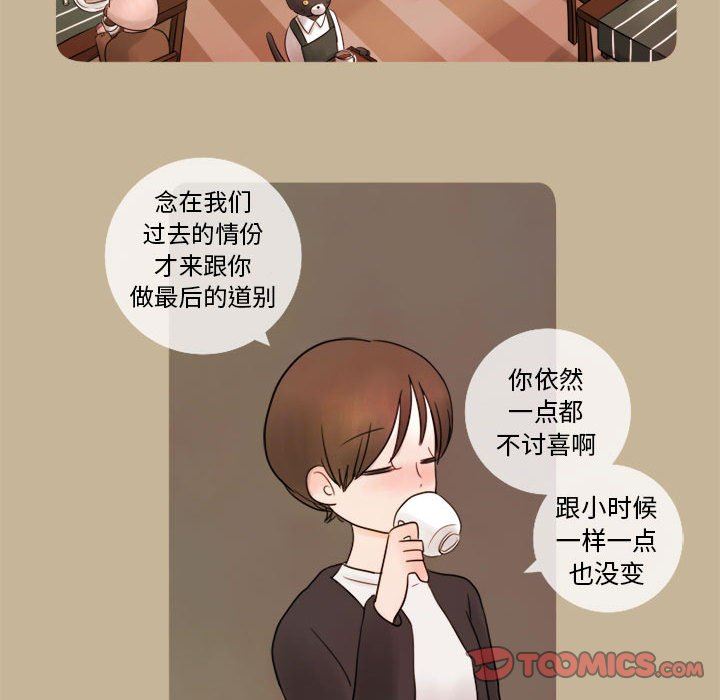 念在我们
过去的情份
才来跟你
做最后的道别
你依然
一点都
不讨喜啊
跟小时候
一样一点
也没变
TOOMICS.COM